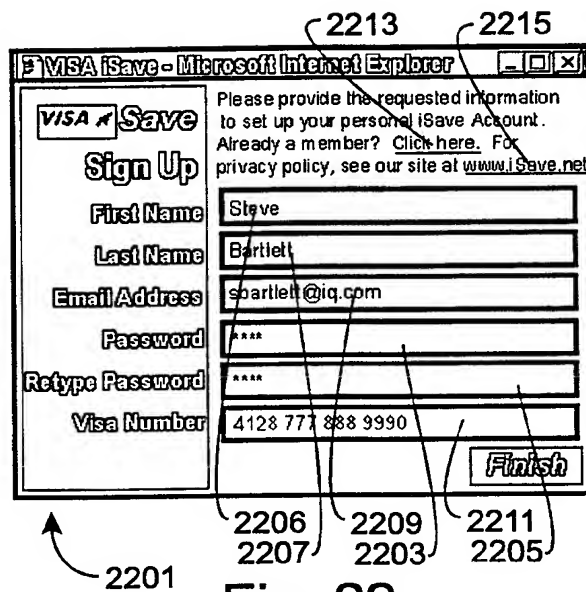 2213 2215
VISA iSave - Microsoft Internet Explorer
VISA Save
Sign Up
Please provide the requested information
to set up your personal iSave Account.
Already a member? Click here. For
privacy policy, see our site at www.iSave.net
First Name Steve
Last Name Bartlett
Email Address sbartlett@iq.com
Password ****
Retype Password ****
Visa Number 4128 777 888 9990
Finish
2206 2209 2211
2207 2203 2205
2201